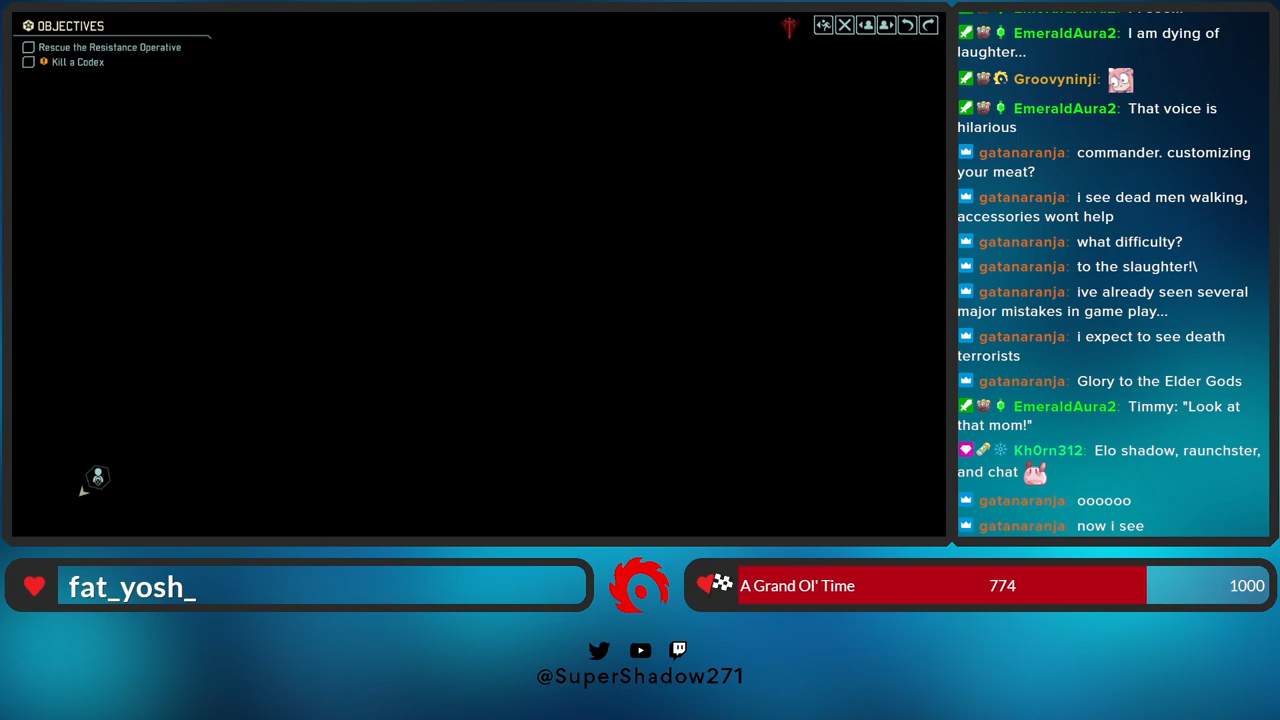 OBJECTIVES
Rescue the Resistance Operative
Kill a Codex
EmeraldAura2: I am dying of
laughter...
Groovyninji:
EmeraldAura2: That voice is
hilarious
gatanaranja: commander. customizing
your meat?
gatanaranja: i see dead men walking,
accessories wont help
gatanaranja: what difficulty?
gatanaranja: to the slaughter!\
gatanaranja: ive already seen several
major mistakes in game play...
gatanaranja: i expect to see death
terrorists
gatanaranja: Glory to the Elder Gods
EmeraldAura2: Timmy: "Look at
that mom!"
Kh0rn312: Elo shadow, raunchster,
and chat
gatanaranja: oooooo
gatanaranja: now i see
fat_yosh_
A Grand Ol' Time 774 1000
@SuperShadow271